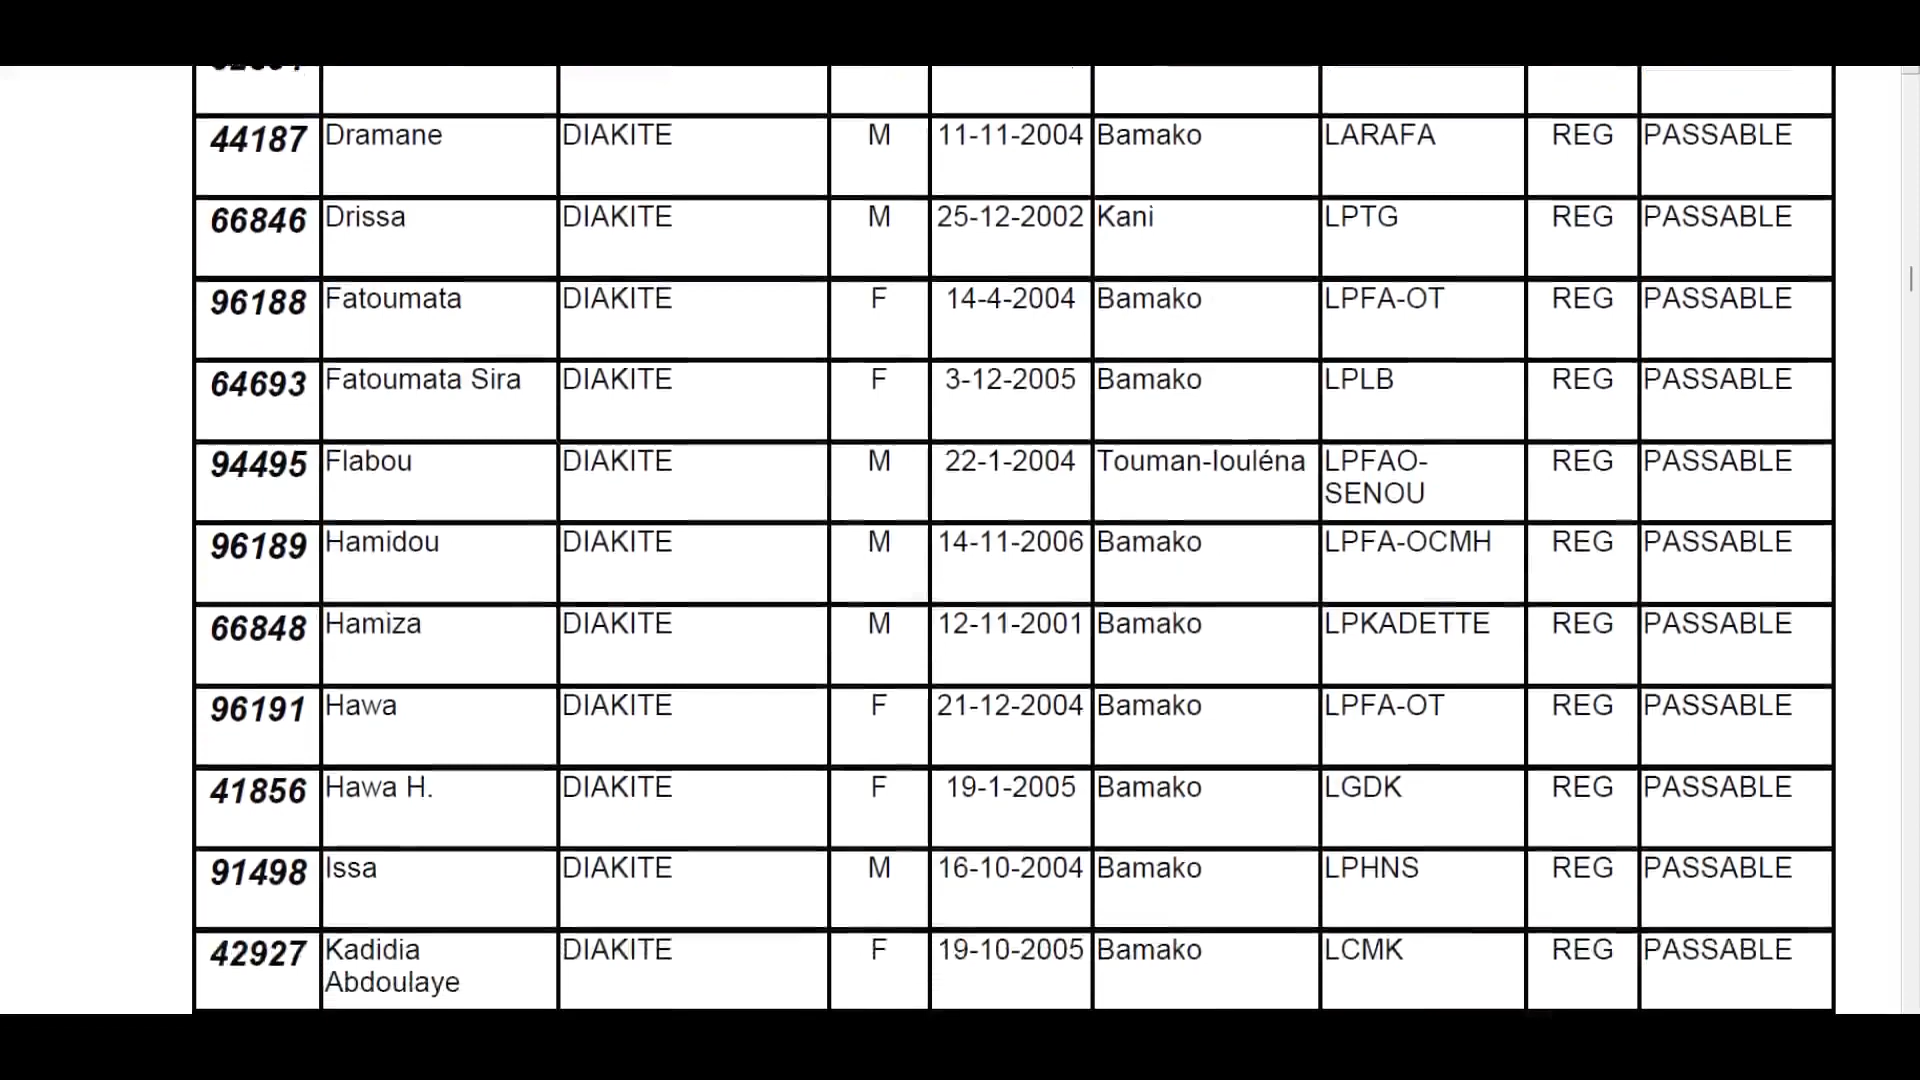 44187 Dramane DIAKITE M 11-11-2004 Bamako LARAFA REG PASSABLE
66846 Drissa DIAKITE M 25-12-2002 Kani LPTG REG PASSABLE
96188 Fatoumata DIAKITE F 14-4-2004 Bamako LPFA-OT REG PASSABLE
64693 Fatoumata Sira DIAKITE F 3-12-2005 Bamako LPLB REG PASSABLE
94495 Flabou DIAKITE M 22-1-2004 Touman-Iouléna LPFAO- REG PASSABLE
SENOU
96189 Hamidou DIAKITE M 14-11-2006 Bamako LPFA-OCMH REG PASSABLE
66848 Hamiza DIAKITE M 12-11-2001 Bamako LPKADETTE REG PASSABLE
96191 Hawa DIAKITE F 21-12-2004 Bamako LPFA-OT REG PASSABLE
41856 Hawa H. DIAKITE F 19-1-2005 Bamako LGDK REG PASSABLE
91498 Issa DIAKITE M 16-10-2004 Bamako LPHNS REG PASSABLE
42927 Kadidia DIAKITE F 19-10-2005 Bamako LCMK REG PASSABLE
Abdoulaye